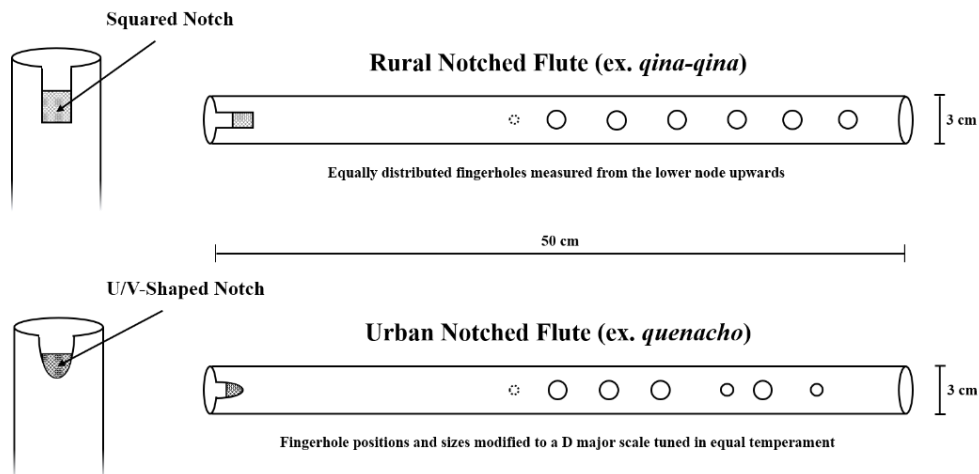 Squared Notch
Rural Notched Flute (ex. qina-qina)
3 cm
Equally distributed fingerholes measured from the lower node upwards
50 cm
U/V-Shaped Notch
Urban Notched Flute (ex. quenacho)
3 cm
Fingerhole positions and sizes modified to a D major scale tuned in equal temperament